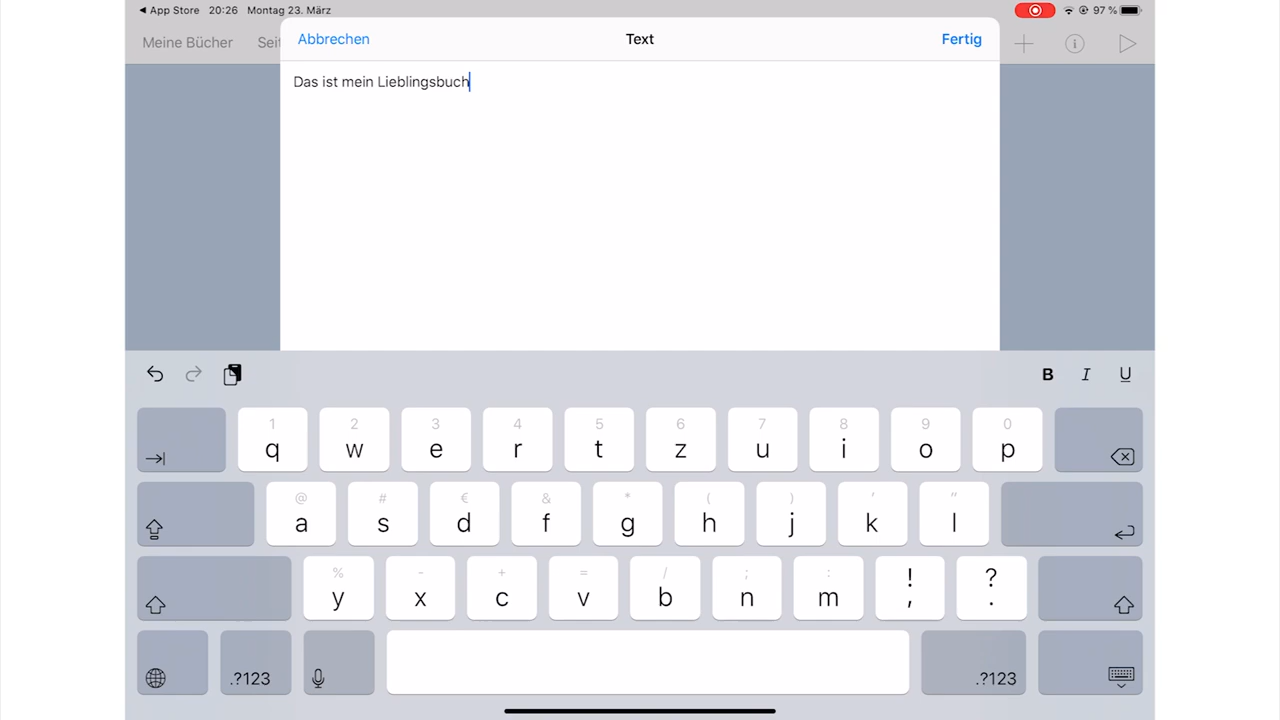 App Store 20:26 Montag 23. März 97 %
Meine Bücher Seit
Abbrechen Text Fertig
Das ist mein Lieblingsbuch
B I U
1 2 3 4 5 6 7 8 9 0
q w e r t z u i o p
@ # € & * ( ) ' "
a s d f g h j k l
% - + = / ; : ! ?
y x c v b n m , .
.?123 .?123